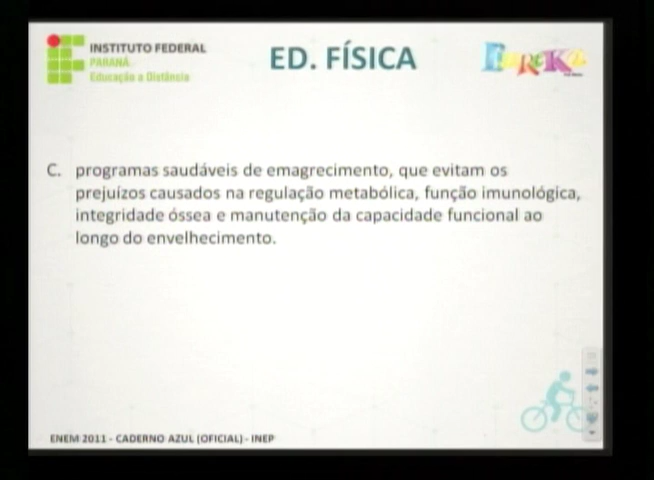 INSTITUTO FEDERAL
PARANÁ
Educação a Distância
ED. FÍSICA
EUREKA
C. programas saudáveis de emagrecimento, que evitam os
prejuízos causados na regulação metabólica, função imunológica,
integridade óssea e manutenção da capacidade funcional ao
longo do envelhecimento.
ENEM 2011 - CADERNO AZUL (OFICIAL) - INEP